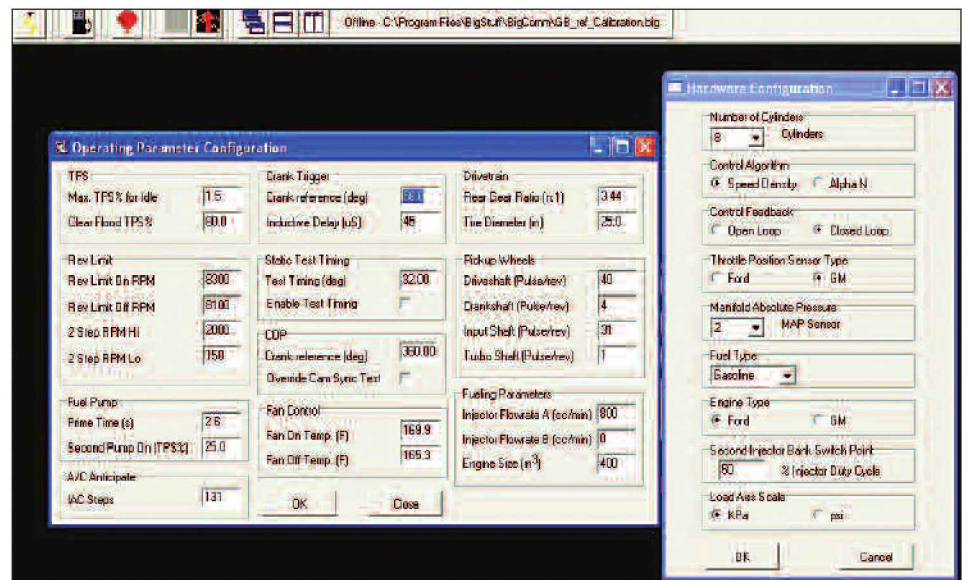 Offline - C:\Program Files\BigStuff\BigComm\GB_ref_Calibration.blg
Operating Parameter Configuration
TPS
Max. TPS% for Idle 1.5
Clear Flood TPS% 80.0
Rev Limit
Rev Limit On RPM 8300
Rev Limit Off RPM 8100
2 Step RPM Hi 2000
2 Step RPM Lo 150
Fuel Pump
Prime Time (s) 2.6
Second Pump On (TPS%) 25.0
A/C Anticipate
IAC Steps 131
Crank Trigger
Crank reference (deg)
Inductive Delay (uS) 45
Static Test Timing
Test Timing (deg) 32.00
Enable Test Timing
COP
Crank reference (deg) 360.00
Override Cam Sync Test
Fan Control
Fan On Temp. (F) 169.9
Fan Off Temp. (F) 165.3
OK Close
Drivetrain
Rear Gear Ratio (n:1) 3.44
Tire Diameter (in) 25.0
Pickup Wheels
Driveshaft (Pulse/rev) 40
Crankshaft (Pulse/rev) 4
Input Shaft (Pulse/rev) 31
Turbo Shaft (Pulse/rev) 1
Fueling Parameters
Injector Flowrate A (cc/min) 800
Injector Flowrate B (cc/min) 0
Engine Size (in^3) 400
Hardware Configuration
Number of Cylinders
8 Cylinders
Control Algorithm
Speed Density Alpha N
Control Feedback
Open Loop Closed Loop
Throttle Position Sensor Type
Ford GM
Manifold Absolute Pressure
2 MAP Sensor
Fuel Type
Gasoline
Engine Type
Ford GM
Second Injector Bank Switch Point
% Injector Duty Cycle
Load Axis Scale
KPa psi
OK Cancel